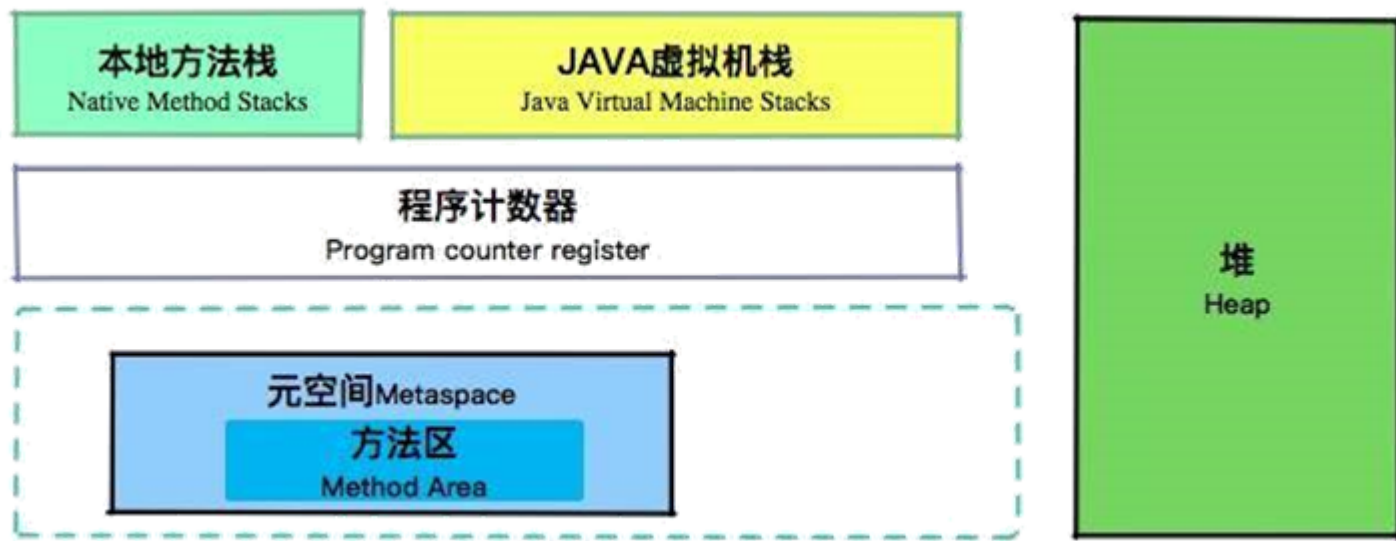 本地方法栈
Native Method Stacks
JAVA虚拟机栈
Java Virtual Machine Stacks
程序计数器
Program counter register
元空间Metaspace
方法区
Method Area
堆
Heap